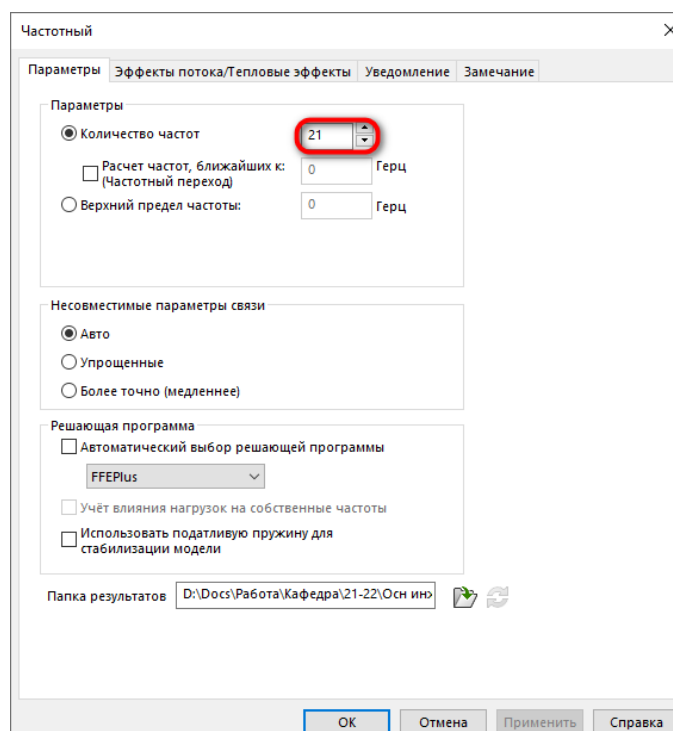 Частотный
Параметры Эффекты потока/Тепловые эффекты Уведомление Замечание
Параметры
Количество частот 21
Расчет частот, ближайших к: 0 Герц
(Частотный переход)
Верхний предел частоты: 0 Герц
Несовместимые параметры связи
Авто
Упрощенные
Более точно (медленнее)
Решающая программа
Автоматический выбор решающей программы
FFEPlus
Учёт влияния нагрузок на собственные частоты
Использовать податливую пружину для
стабилизации модели
Папка результатов D:\Docs\Работа\Кафедра\21-22\Осн инж
ОК Отмена Применить Справка